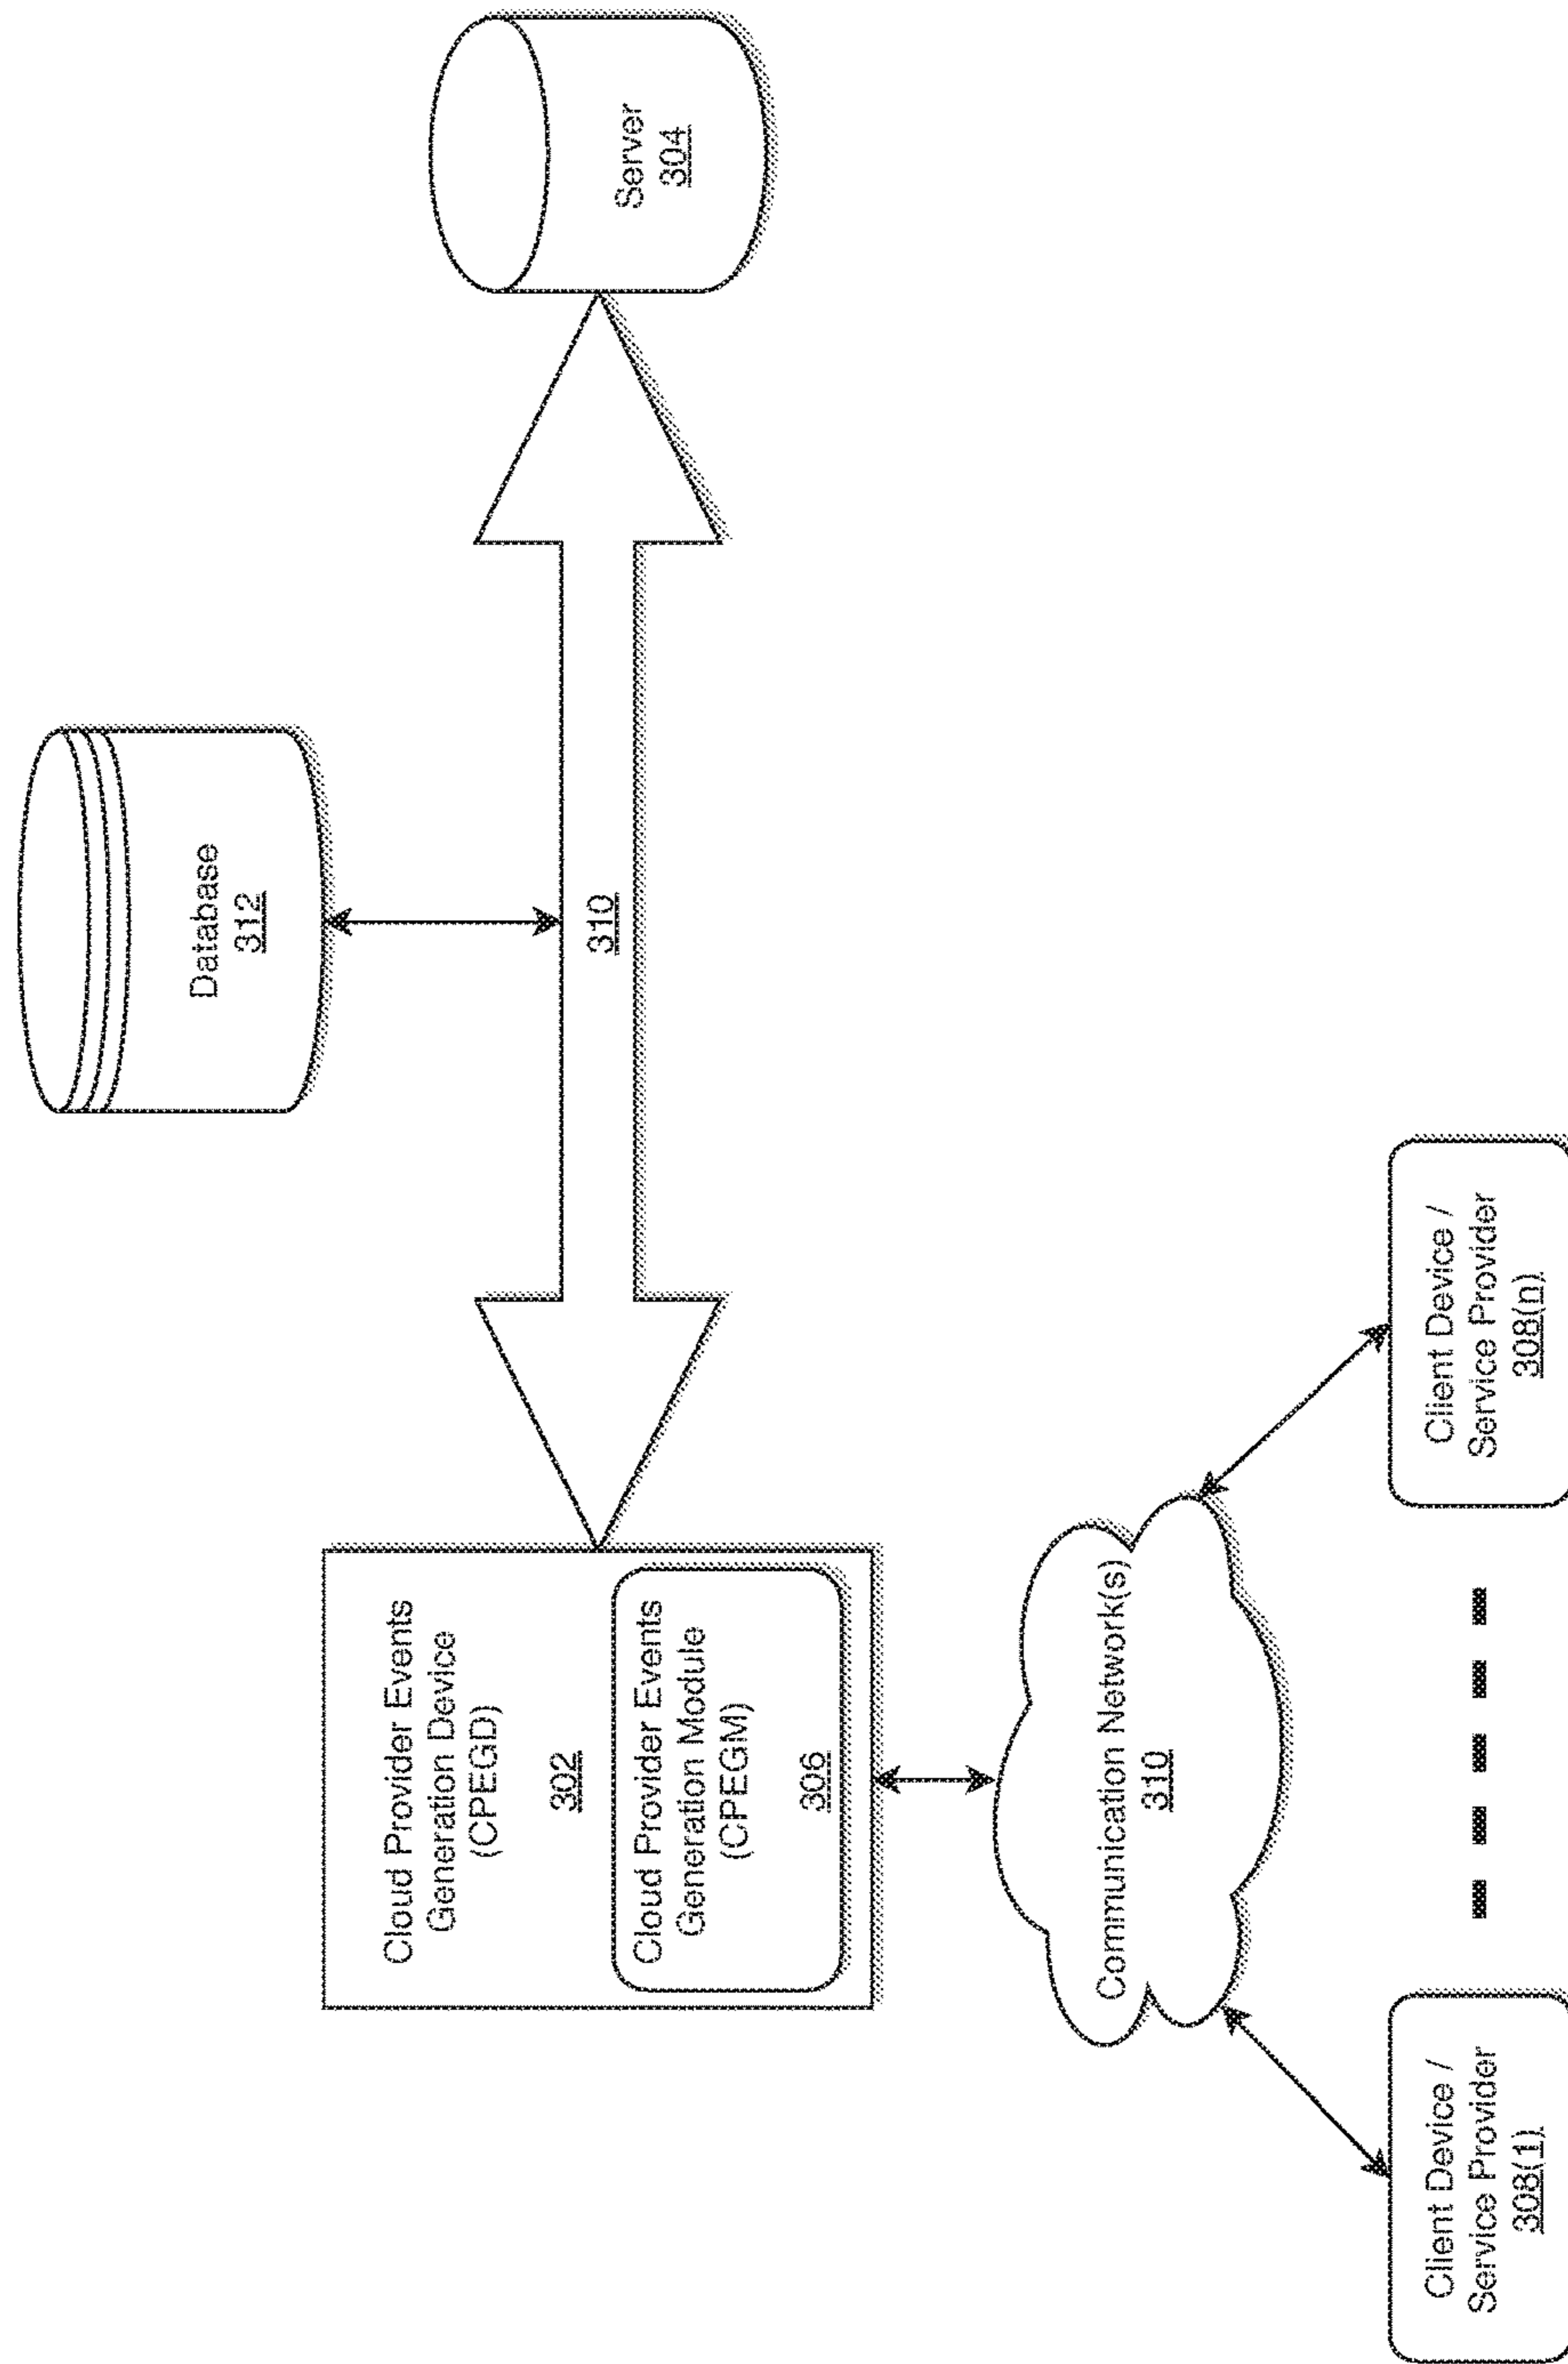 Database
312
Server
304
310
Cloud Provider Events
Generation Device
(CPEGD)
302
Cloud Provider Events
Generation Module
(CPEGM)
306
Communication Network(s)
310
Client Device /
Service Provider
308(1)
Client Device /
Service Provider
308(n)